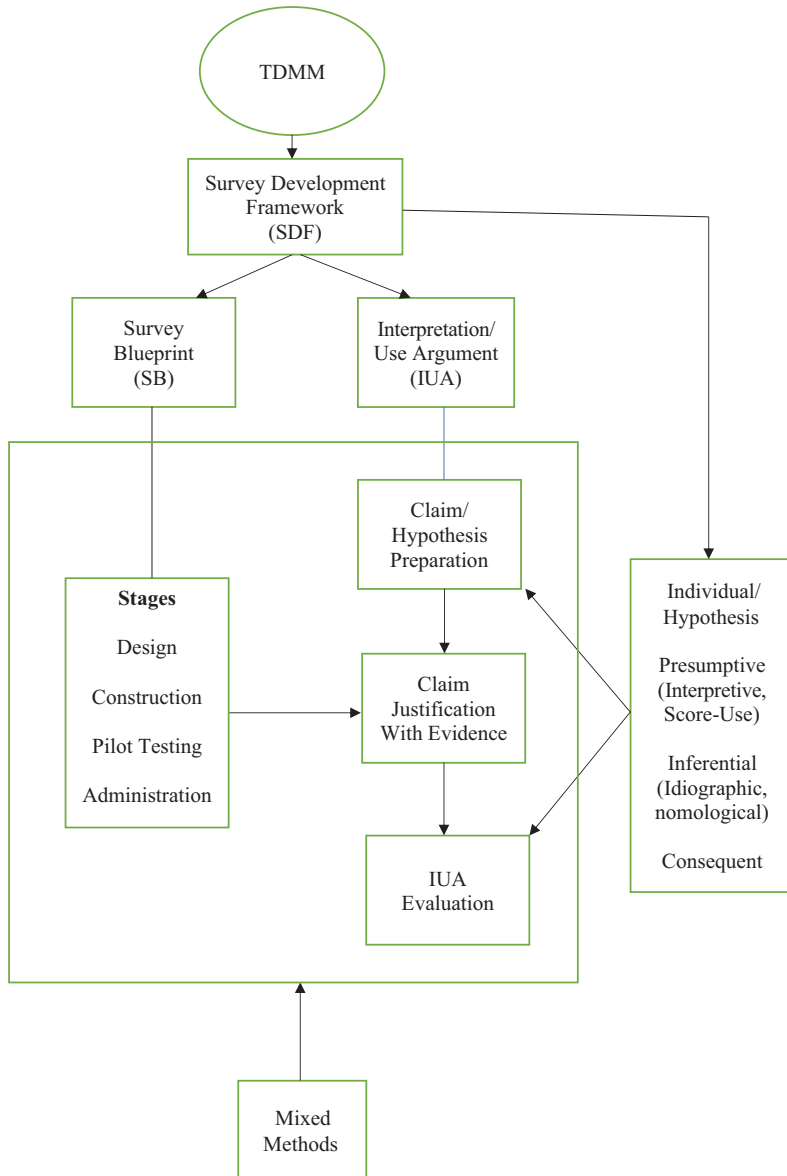 TDMM
Survey Development
Framework
(SDF)
Survey
Blueprint
(SB)
Interpretation/
Use Argument
(IUA)
Claim/
Hypothesis
Preparation
Stages
Design
Construction
Pilot Testing
Administration
Claim
Justification
With Evidence
IUA
Evaluation
Individual/
Hypothesis
Presumptive
(Interpretive,
Score-Use)
Inferential
(Idiographic,
nomological)
Consequent
Mixed
Methods